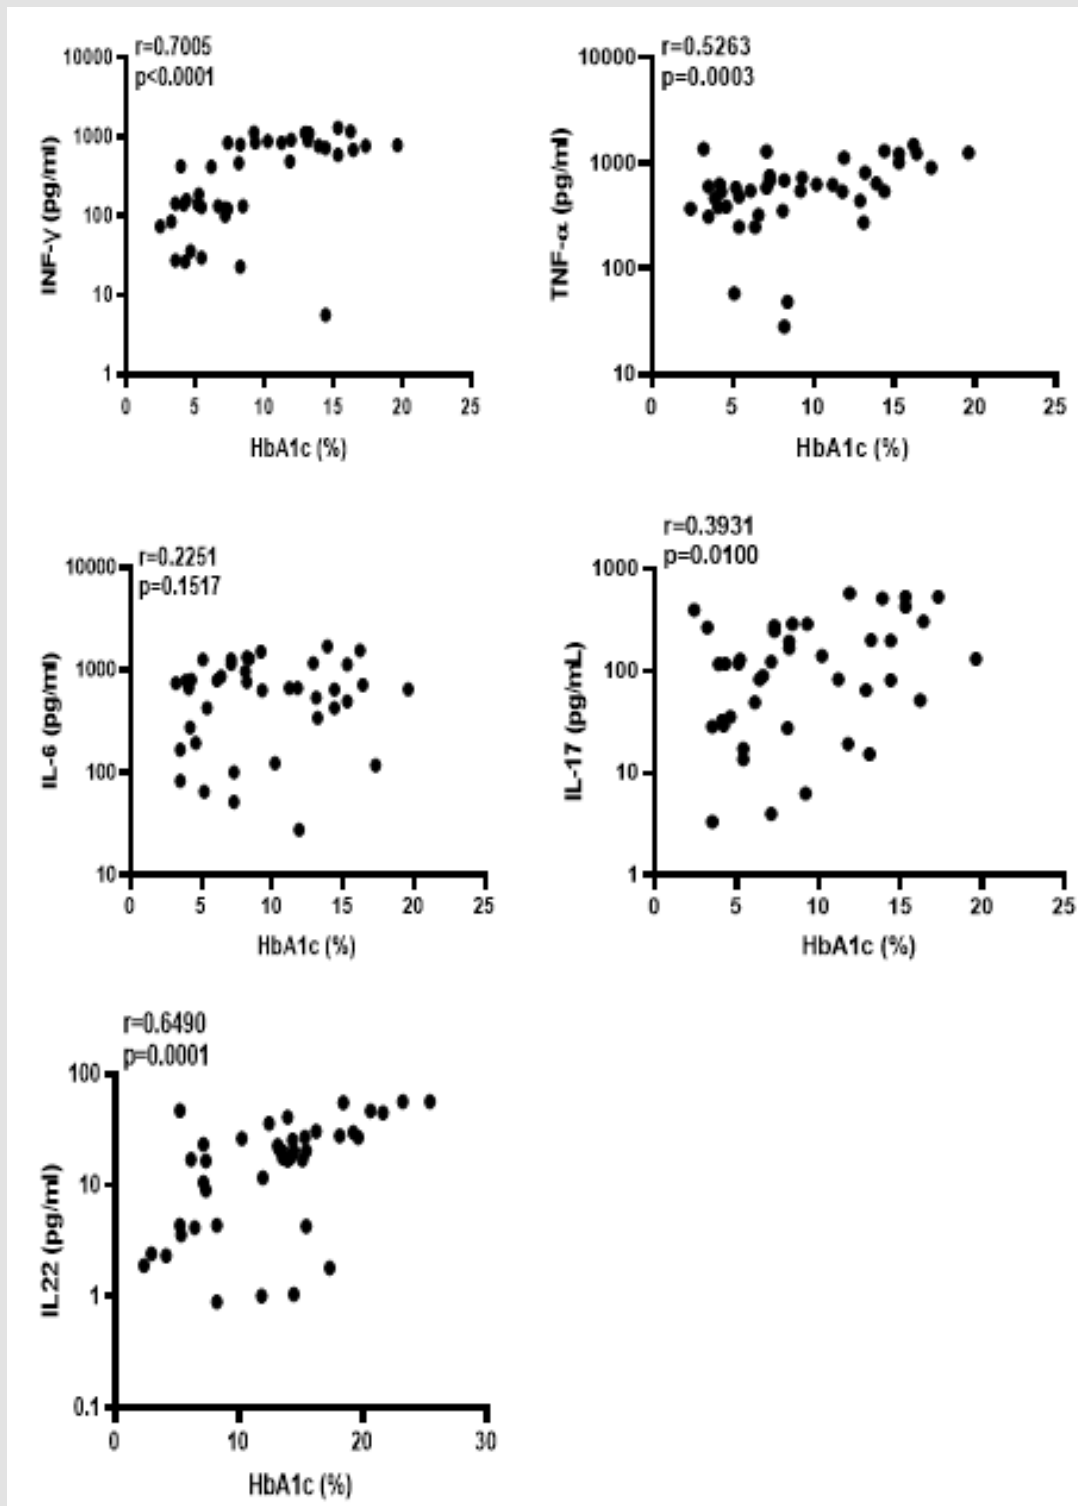 r=0.7005
p<0.0001
10000
1000
100
10
1
INF-γ (pg/ml)
0 5 10 15 20 25
HbA1c (%)
r=0.5263
p=0.0003
10000
1000
100
10
TNF-α (pg/ml)
0 5 10 15 20 25
HbA1c (%)
r=0.2251
p=0.1517
10000
1000
100
10
IL-6 (pg/ml)
0 5 10 15 20 25
HbA1c (%)
r=0.3931
p=0.0100
1000
100
10
1
IL-17 (pg/mL)
0 5 10 15 20 25
HbA1c (%)
r=0.6490
p=0.0001
100
10
1
0.1
IL22 (pg/ml)
0 10 20 30
HbA1c (%)